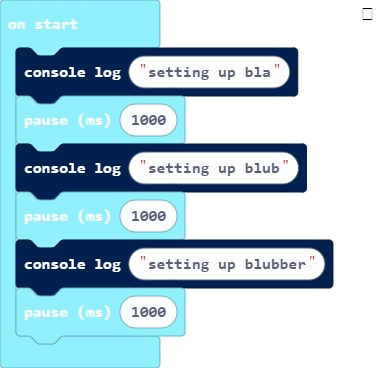 on start
console log "setting up bla"
pause (ms) 1000
console log "setting up blub"
pause (ms) 1000
console log "setting up blubber"
pause (ms) 1000